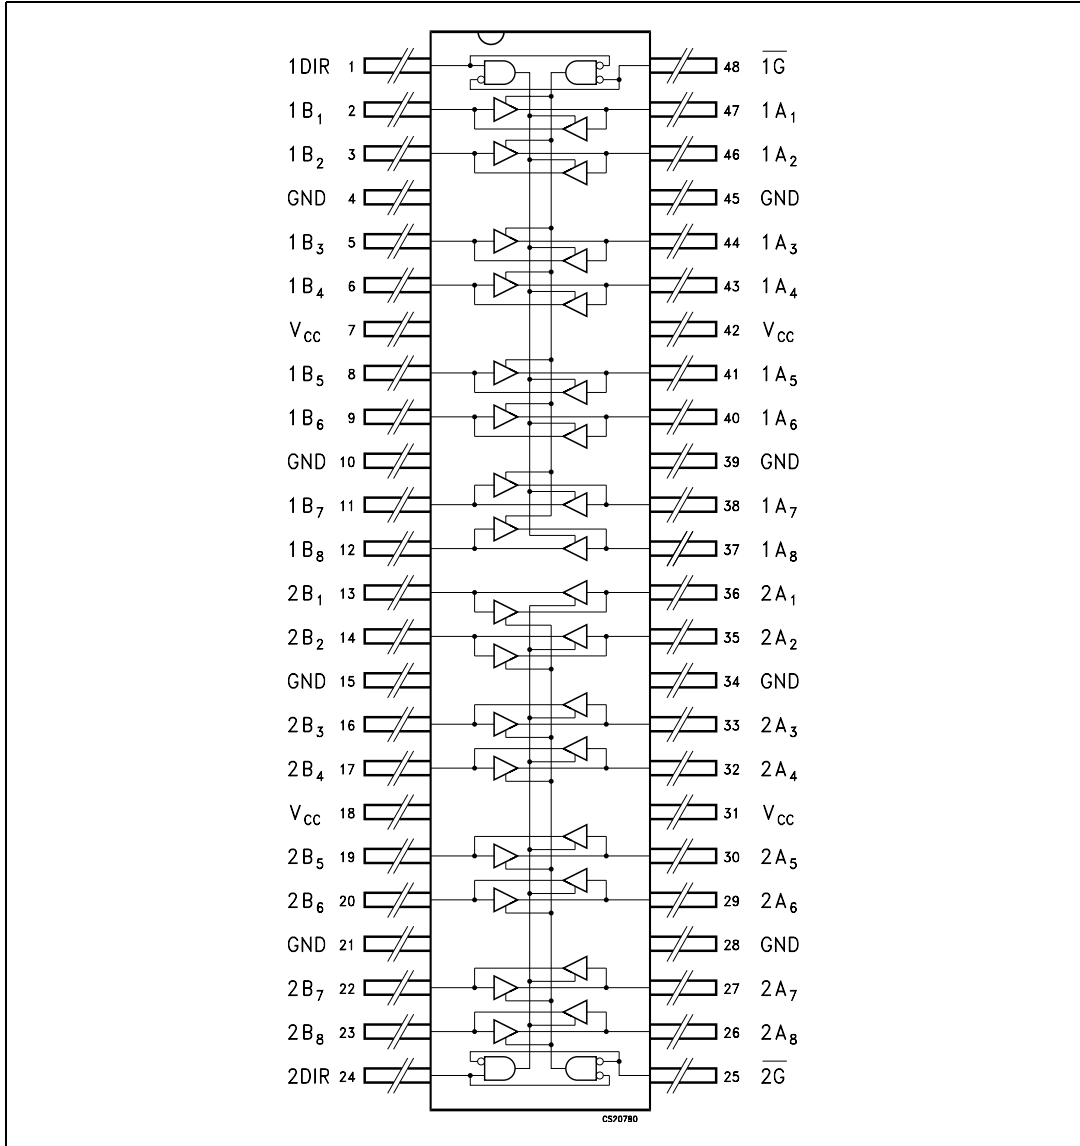 1DIR 1 48 1G
1B1 2 47 1A1
1B2 3 46 1A2
GND 4 45 GND
1B3 5 44 1A3
1B4 6 43 1A4
VCC 7 42 VCC
1B5 8 41 1A5
1B6 9 40 1A6
GND 10 39 GND
1B7 11 38 1A7
1B8 12 37 1A8
2B1 13 36 2A1
2B2 14 35 2A2
GND 15 34 GND
2B3 16 33 2A3
2B4 17 32 2A4
VCC 18 31 VCC
2B5 19 30 2A5
2B6 20 29 2A6
GND 21 28 GND
2B7 22 27 2A7
2B8 23 26 2A8
2DIR 24 25 2G
CS20780